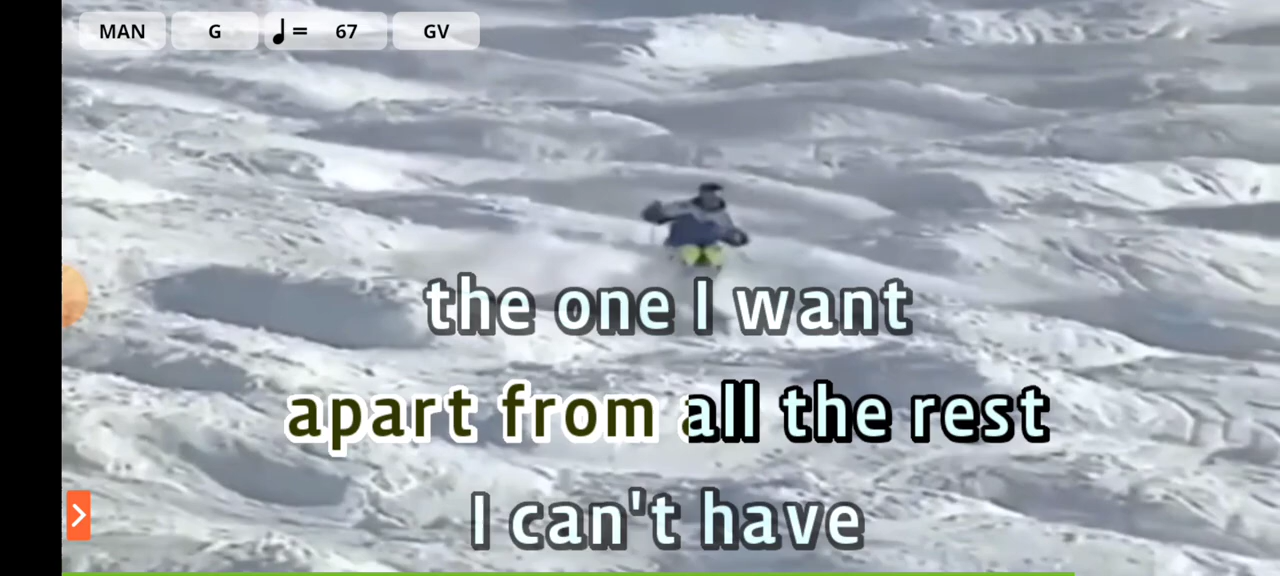 MAN G ♩ = 67 GV
the one I want
apart from all the rest
I can't have